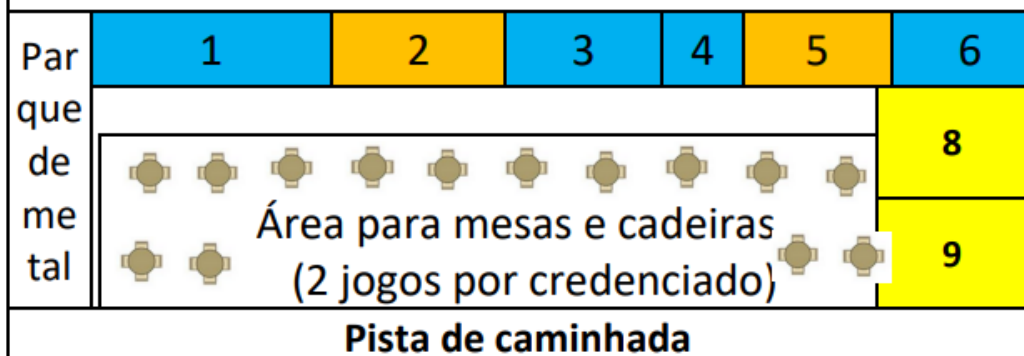 1 2 3 4 5 6
Par
que
de
me
tal
8
Área para mesas e cadeiras
(2 jogos por credenciado)
9
Pista de caminhada